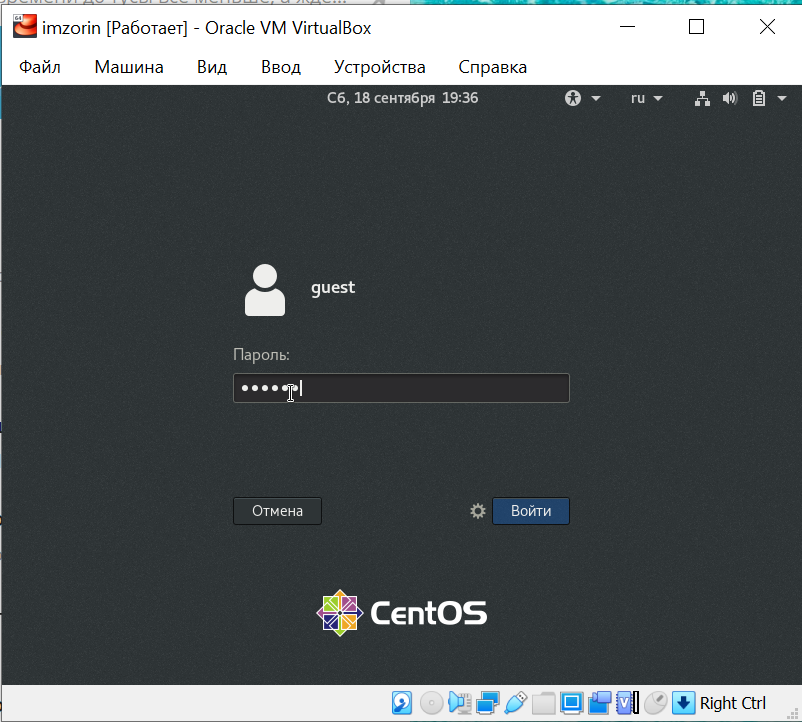 imzorin [Работает] - Oracle VM VirtualBox
Файл Машина Вид Ввод Устройства Справка
Сб, 18 сентября 19:36 ru
guest
Пароль:
Отмена Войти
CentOS
Right Ctrl